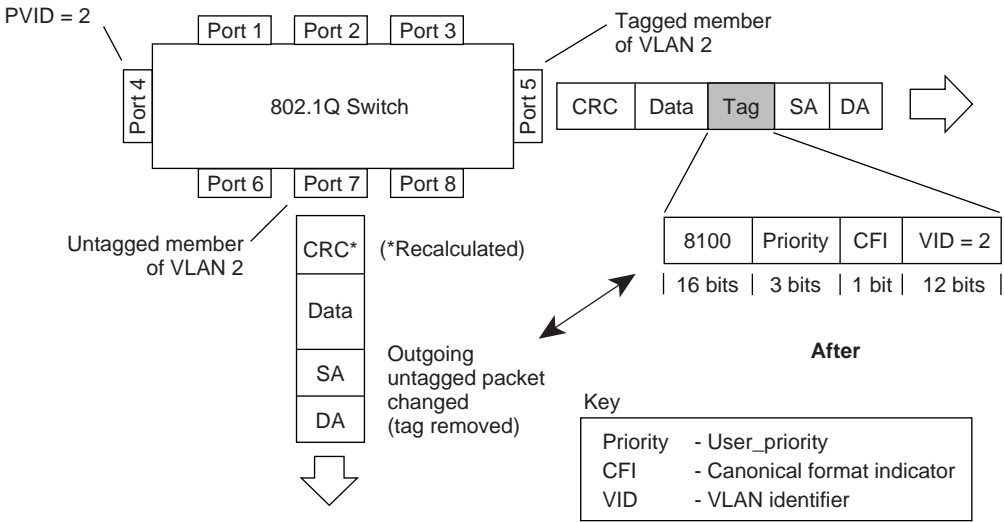 PVID = 2
Port 1
Port 2
Port 3
Tagged member
of VLAN 2
Port 4
802.1Q Switch
Port 5
CRC
Data
Tag
SA
DA
Port 6
Port 7
Port 8
Untagged member
of VLAN 2
CRC*
(*Recalculated)
Data
SA
DA
Outgoing
untagged packet
changed
(tag removed)
8100
Priority
CFI
VID = 2
16 bits
3 bits
1 bit
12 bits
After
Key
Priority - User_priority
CFI - Canonical format indicator
VID - VLAN identifier